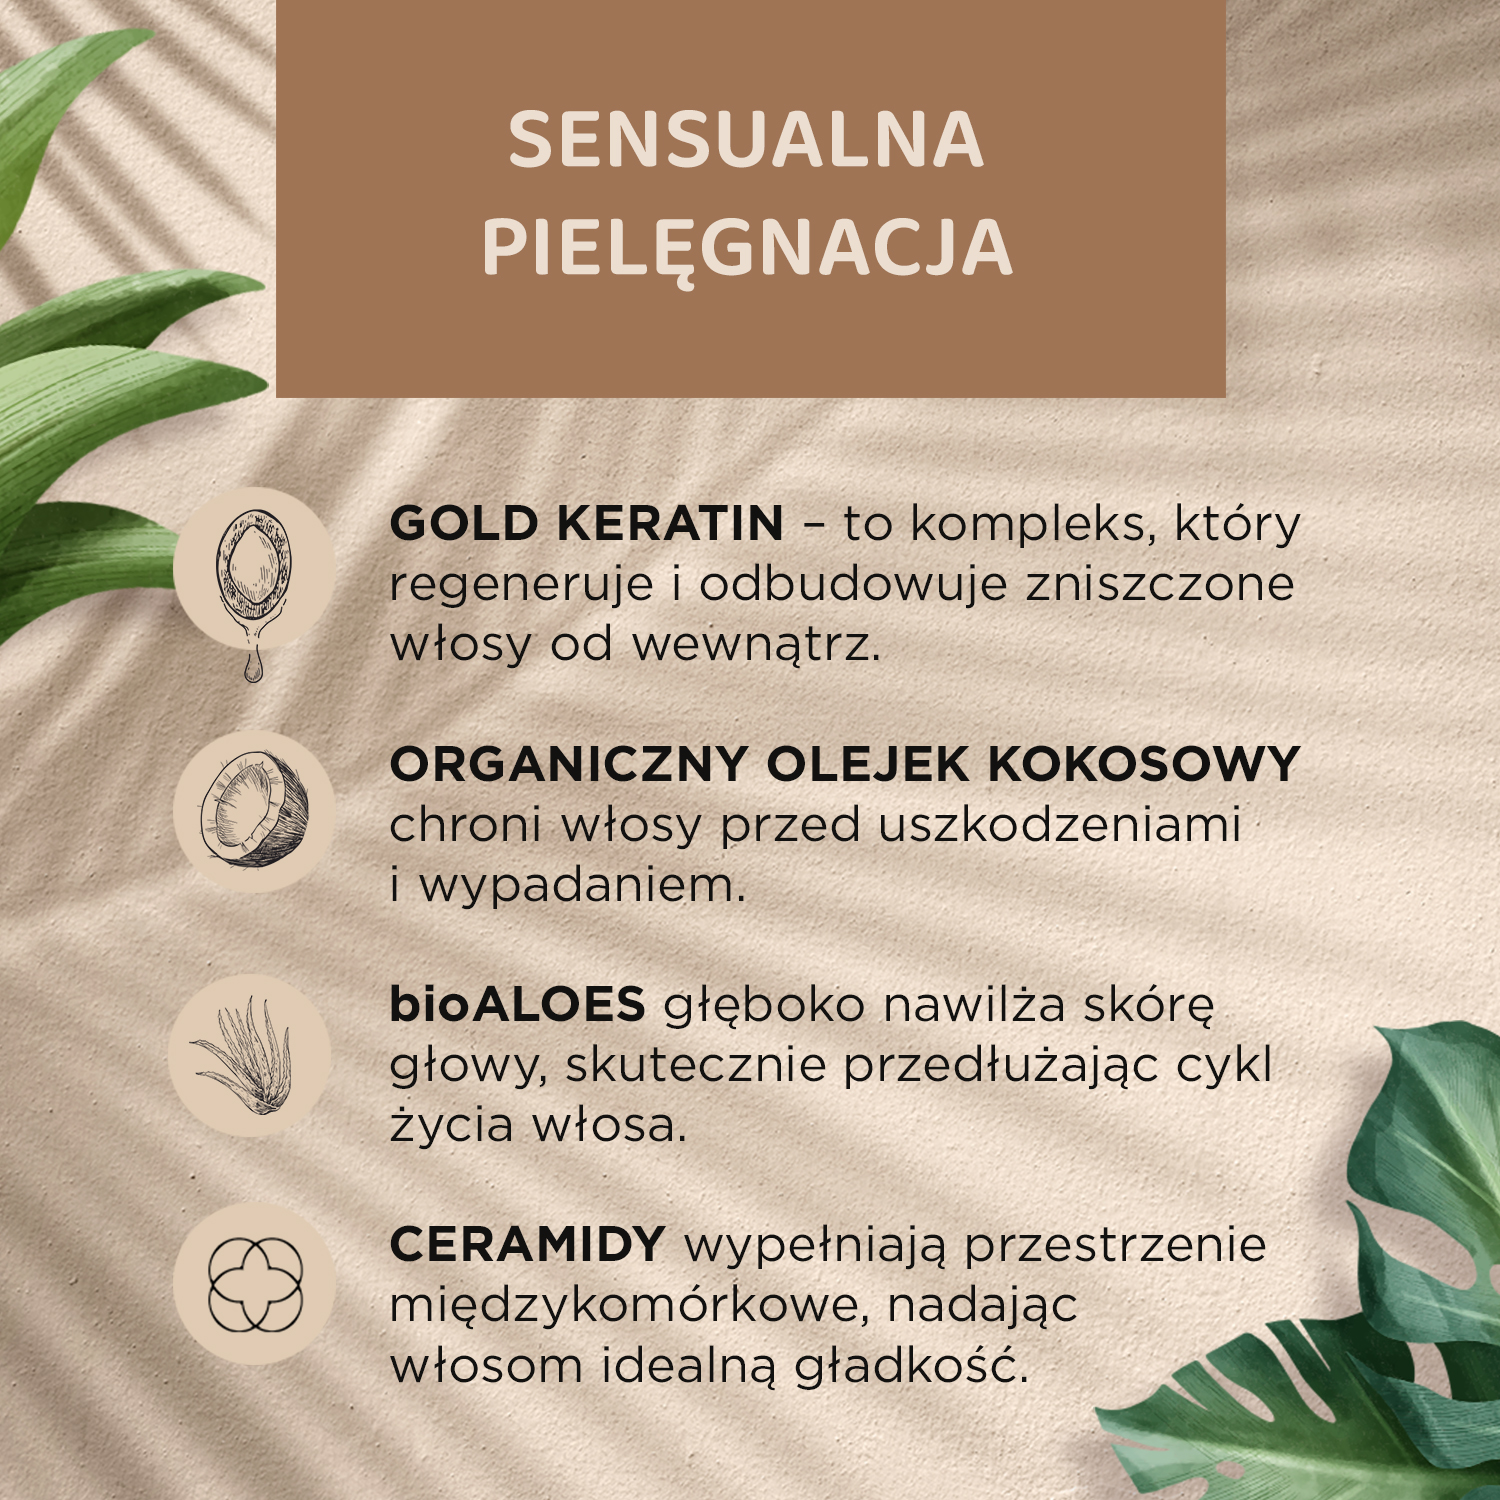 SENSUALNA
PIELĘGNACJA
GOLD KERATIN – to kompleks, który
regeneruje i odbudowuje zniszczone
włosy od wewnątrz.
ORGANICZNY OLEJEK KOKOSOWY
chroni włosy przed uszkodzeniami
i wypadaniem.
bioALOES głęboko nawilża skórę
głowy, skutecznie przedłużając cykl
życia włosa.
CERAMIDY wypełniają przestrzenie
międzykomórkowe, nadając
włosom idealną gładkość.